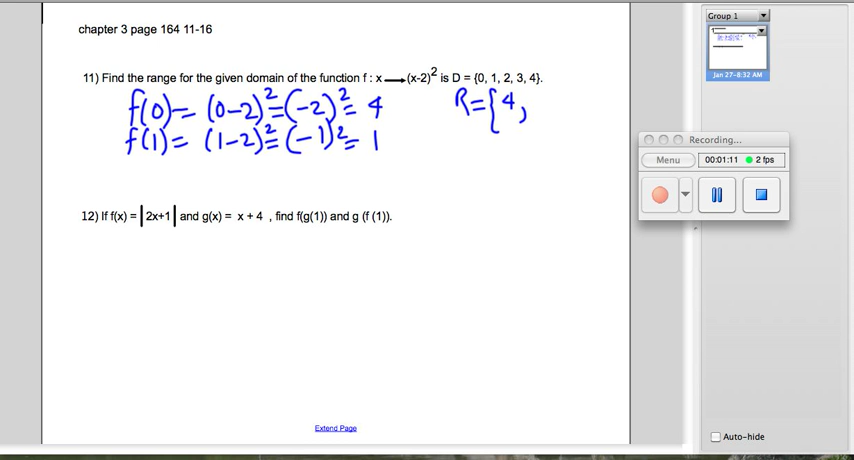 chapter 3 page 164 11-16
11) Find the range for the given domain of the function f : x → (x-2)² is D = {0, 1, 2, 3, 4}.
f(0) = (0-2)² = (-2)² = 4
R = {4,
f(1) = (1-2)² = (-1)² = 1
12) If f(x) = |2x+1| and g(x) = x + 4 , find f(g(1)) and g (f (1)).
Extend Page
Group 1
Jan 27-8:32 AM
Recording...
Menu
00:01:11
2 fps
Auto-hide